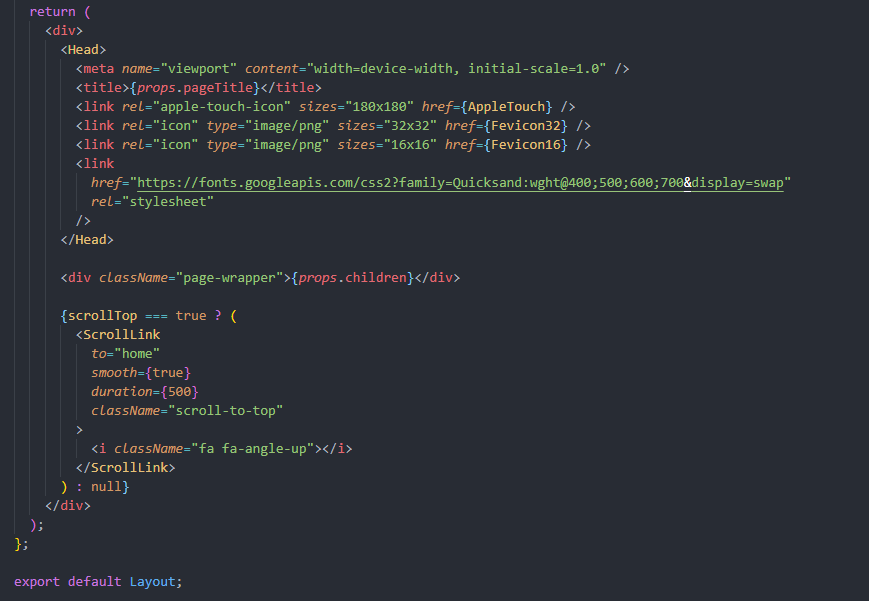 return (
<div>
<Head>
<meta name="viewport" content="width=device-width, initial-scale=1.0" />
<title>{props.pageTitle}</title>
<link rel="apple-touch-icon" sizes="180x180" href={AppleTouch} />
<link rel="icon" type="image/png" sizes="32x32" href={Fevicon32} />
<link rel="icon" type="image/png" sizes="16x16" href={Fevicon16} />
<link
href="https://fonts.googleapis.com/css2?family=Quicksand:wght@400;500;600;700&display=swap"
rel="stylesheet"
/>
</Head>
<div className="page-wrapper">{props.children}</div>
{scrollTop === true ? (
<ScrollLink
to="home"
smooth={true}
duration={500}
className="scroll-to-top"
>
<i className="fa fa-angle-up"></i>
</ScrollLink>
) : null}
</div>
);
};
export default Layout;